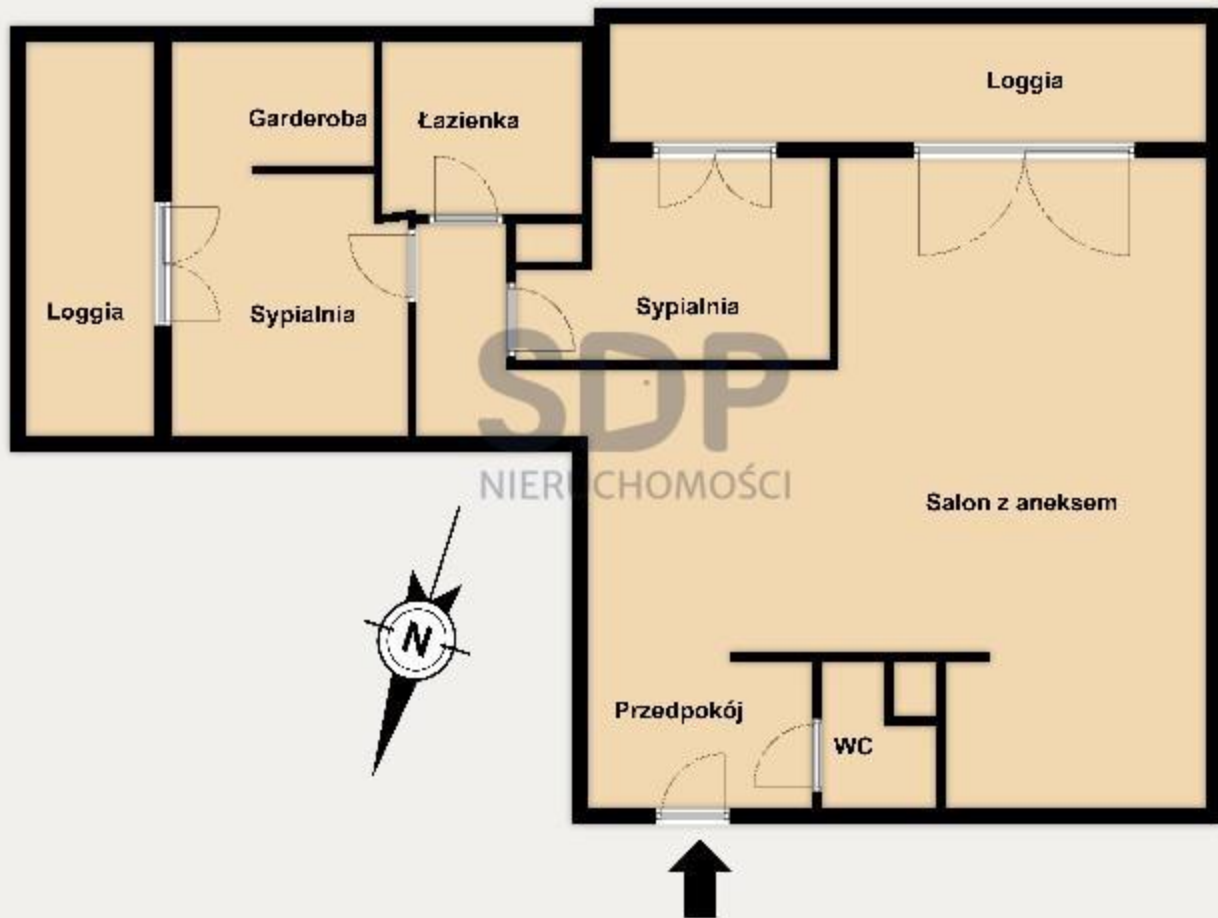 Loggia
Garderoba
Łazienka
Loggia
Sypialnia
Sypialnia
SDP
NIERUCHOMOŚCI
Salon z aneksem
N
Przedpokój
WC